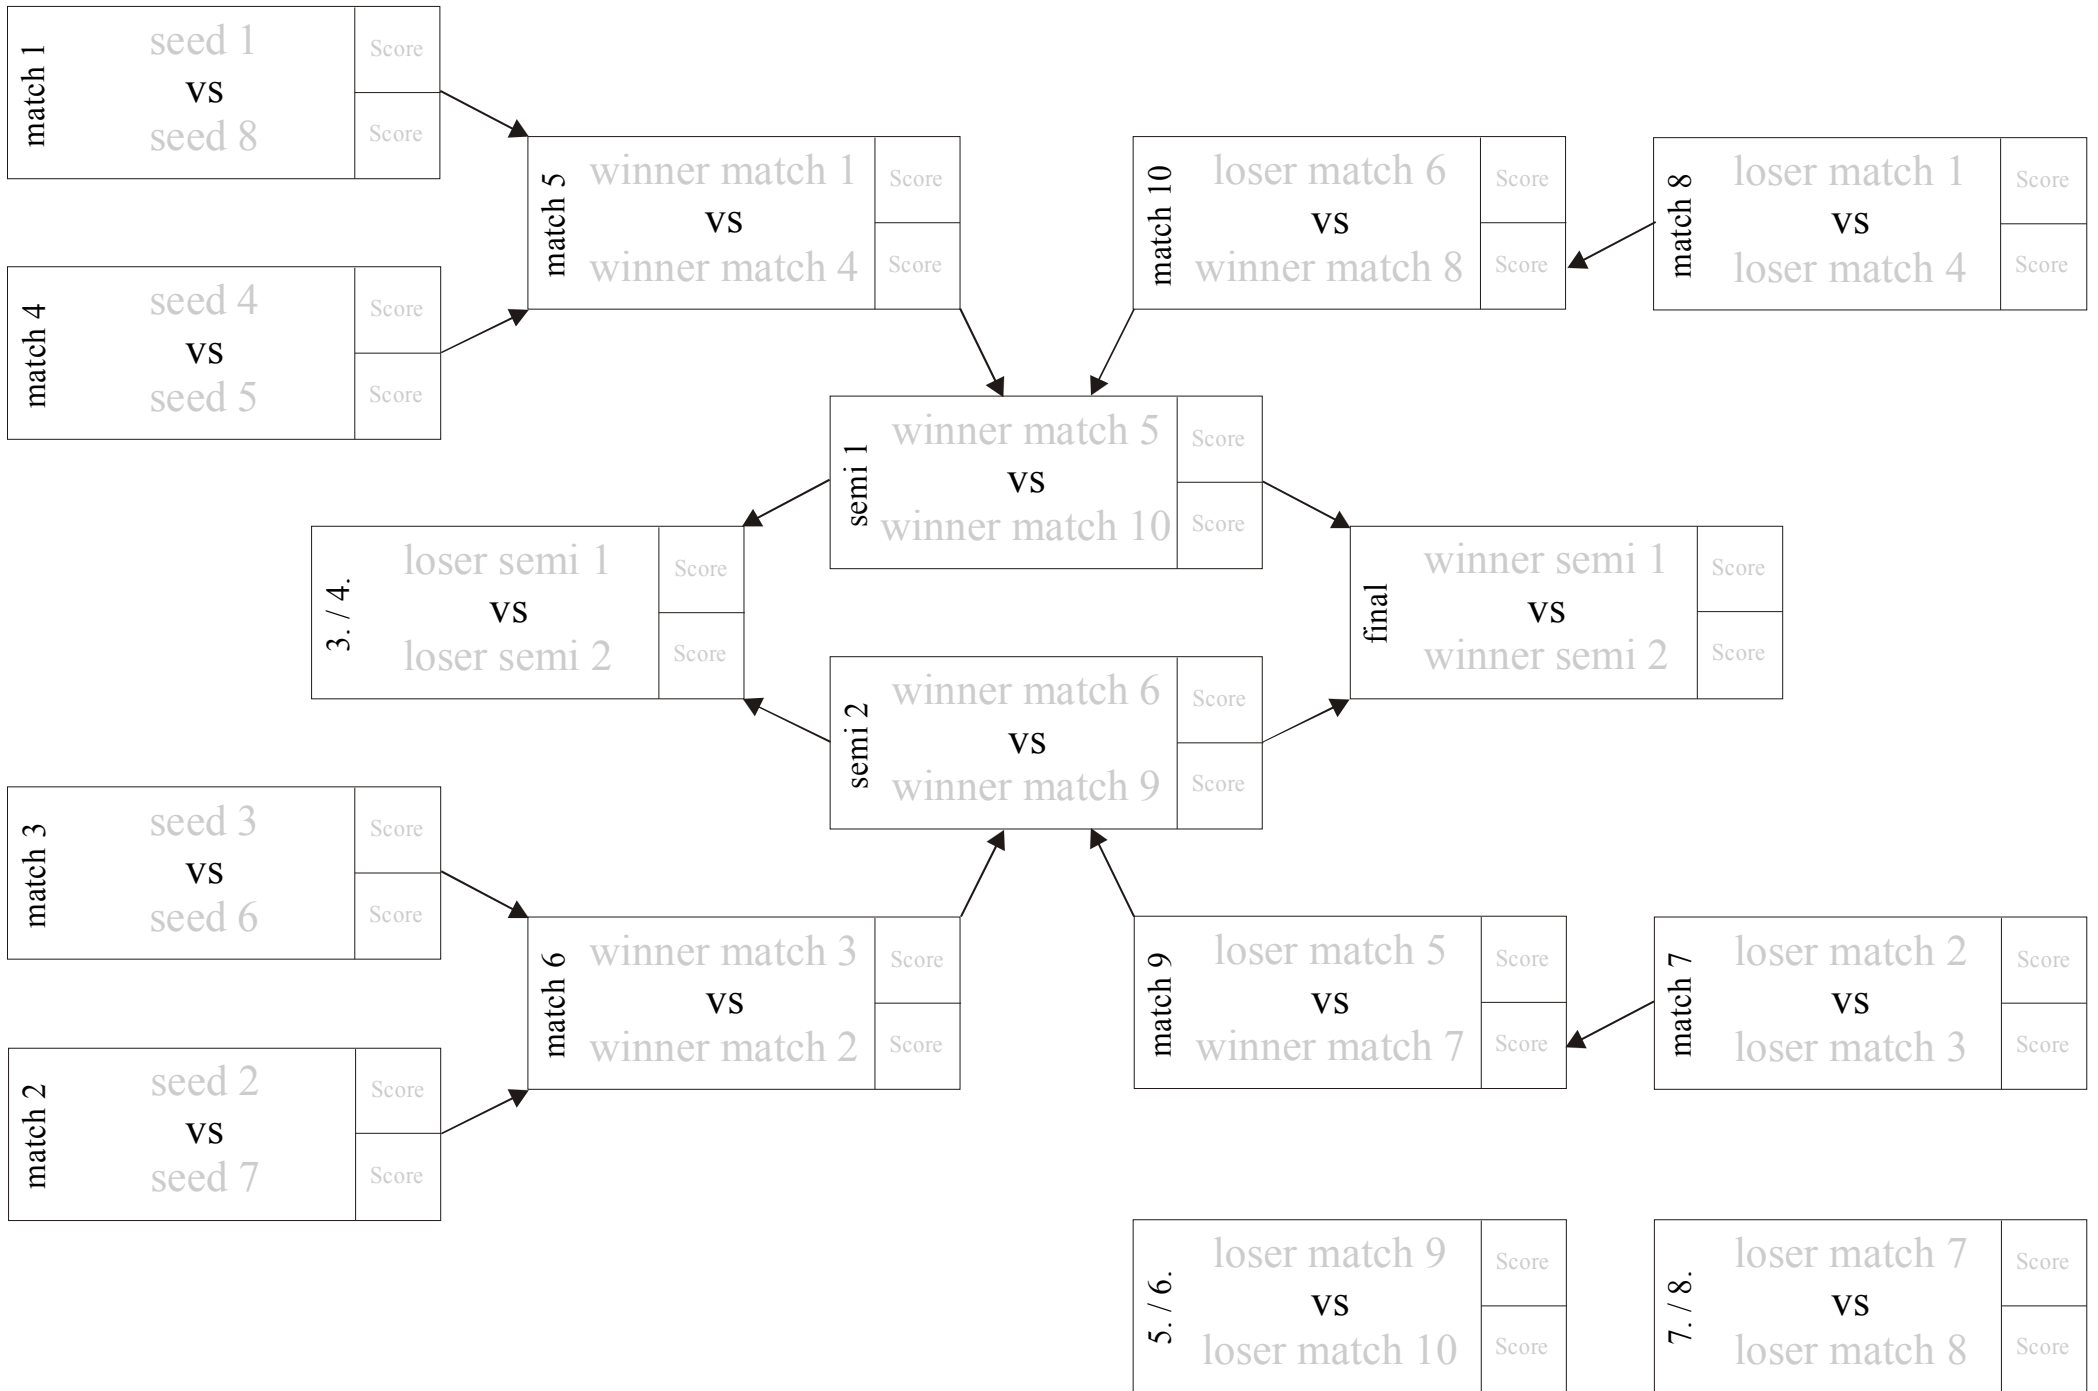 match 1
seed 1
vs
seed 8
Score
Score
match 4
seed 4
vs
seed 5
Score
Score
match 5
winner match 1
vs
winner match 4
Score
Score
match 10
loser match 6
vs
winner match 8
Score
Score
match 8
loser match 1
vs
loser match 4
Score
Score
semi 1
winner match 5
vs
winner match 10
Score
Score
3. / 4.
loser semi 1
vs
loser semi 2
Score
Score
final
winner semi 1
vs
winner semi 2
Score
Score
semi 2
winner match 6
vs
winner match 9
Score
Score
match 3
seed 3
vs
seed 6
Score
Score
match 2
seed 2
vs
seed 7
Score
Score
match 6
winner match 3
vs
winner match 2
Score
Score
match 9
loser match 5
vs
winner match 7
Score
Score
match 7
loser match 2
vs
loser match 3
Score
Score
5. / 6.
loser match 9
vs
loser match 10
Score
Score
7. / 8.
loser match 7
vs
loser match 8
Score
Score